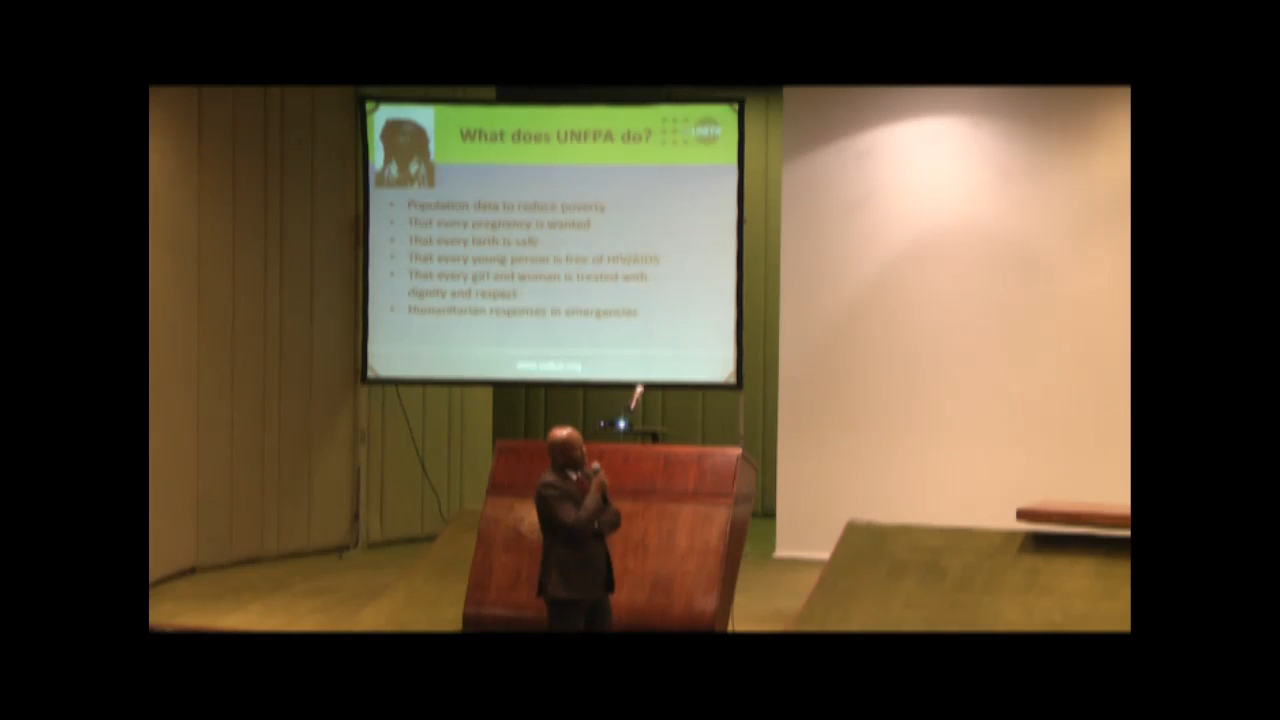 What does UNFPA do?
UNFPA
• Population data to reduce poverty
• That every pregnancy is wanted
• That every birth is safe
• That every young person is free of HIV/AIDS
• That every girl and woman is treated with
dignity and respect
• Humanitarian responses in emergencies